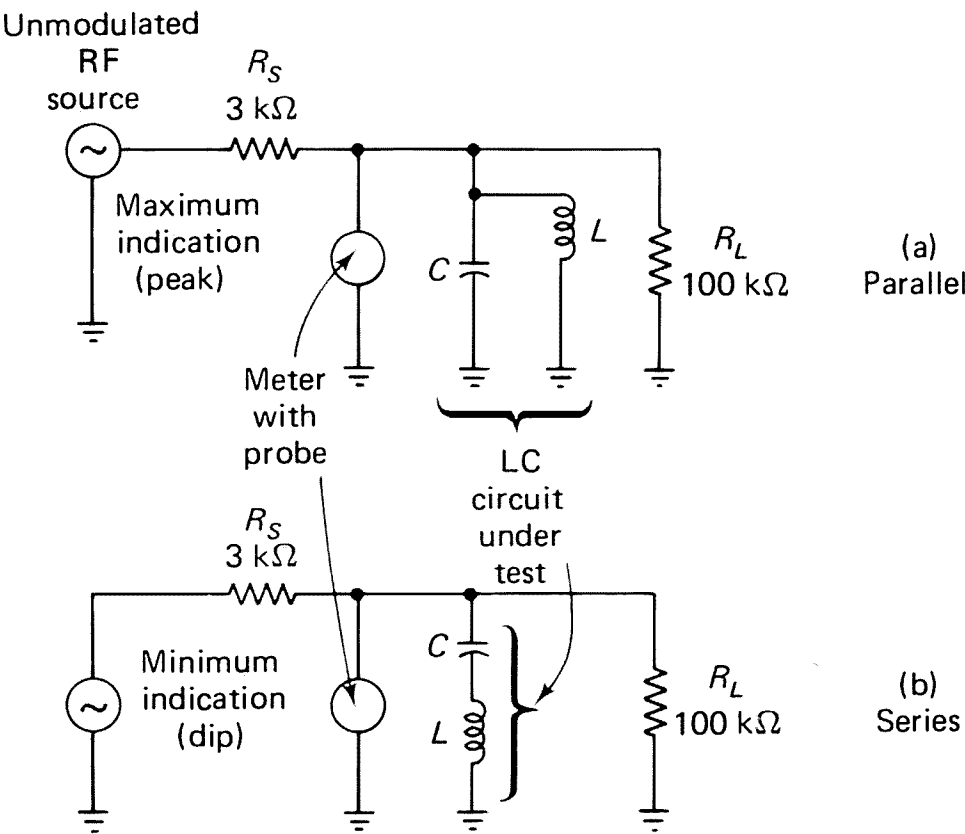 Unmodulated
RF
source
R_S
3 kΩ
~
Maximum
indication
(peak)
C
L
R_L
100 kΩ
(a)
Parallel
Meter
with
probe
LC
circuit
under
test
R_S
3 kΩ
~
Minimum
indication
(dip)
C
L
R_L
100 kΩ
(b)
Series